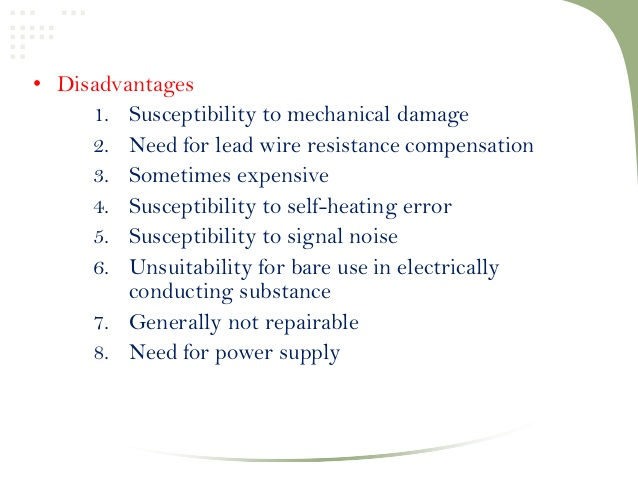 • Disadvantages
1. Susceptibility to mechanical damage
2. Need for lead wire resistance compensation
3. Sometimes expensive
4. Susceptibility to self-heating error
5. Susceptibility to signal noise
6. Unsuitability for bare use in electrically
conducting substance
7. Generally not repairable
8. Need for power supply